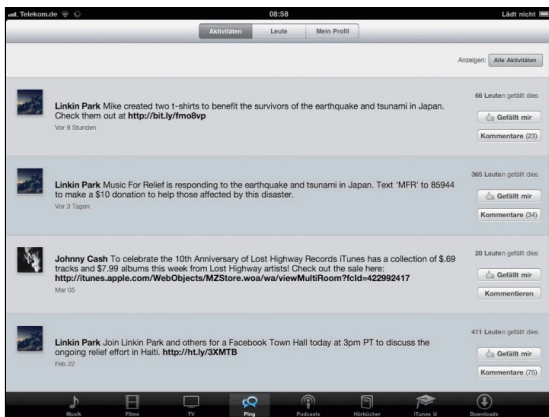 Telekom.de 08:58 Lädt nicht
Aktivitäten Leute Mein Profil
Anzeigen: Alle Aktivitäten
66 Leuten gefällt dies
Linkin Park Mike created two t-shirts to benefit the survivors of the earthquake and tsunami in Japan.
Check them out at http://bit.ly/fmo8vp
Vor 9 Stunden
Gefällt mir
Kommentare (23)
365 Leuten gefällt dies
Linkin Park Music For Relief is responding to the earthquake and tsunami in Japan. Text 'MFR' to 85944
to make a $10 donation to help those affected by this disaster.
Vor 3 Tagen
Gefällt mir
Kommentare (34)
20 Leuten gefällt dies
Johnny Cash To celebrate the 10th Anniversary of Lost Highway Records iTunes has a collection of $.69
tracks and $7.99 albums this week from Lost Highway artists! Check out the sale here:
http://itunes.apple.com/WebObjects/MZStore.woa/wa/viewMultiRoom?fcId=422992417
Mar 05
Gefällt mir
Kommentieren
411 Leuten gefällt dies
Linkin Park Join Linkin Park and others for a Facebook Town Hall today at 3pm PT to discuss the
ongoing relief effort in Haiti. http://ht.ly/3XMTB
Feb 22
Gefällt mir
Kommentare (75)
Musik Filme TV Ping Podcasts Hörbücher iTunes U Downloads